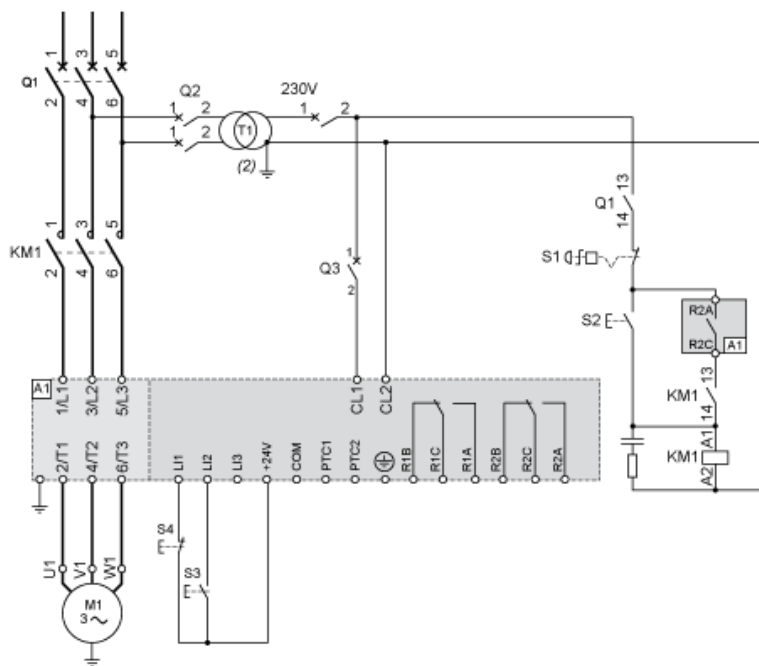 1 3 5
Q1
2 4 6
Q2
1 2
1 2
T1
(2)
230V
1 2
13
Q1
14
1 3 5
KM1
2 4 6
1
Q3
2
S1
S2
R2A
R2C
A1
13
KM1
14
A1
KM1
A2
A1
1/L1 3/L2 5/L3
CL1 CL2
2/T1 4/T2 6/T3
LI1 LI2 LI3 +24V COM PTC1 PTC2 R1B R1C R1A R2B R2C R2A
S4
S3
U1 V1 W1
M1
3 ~